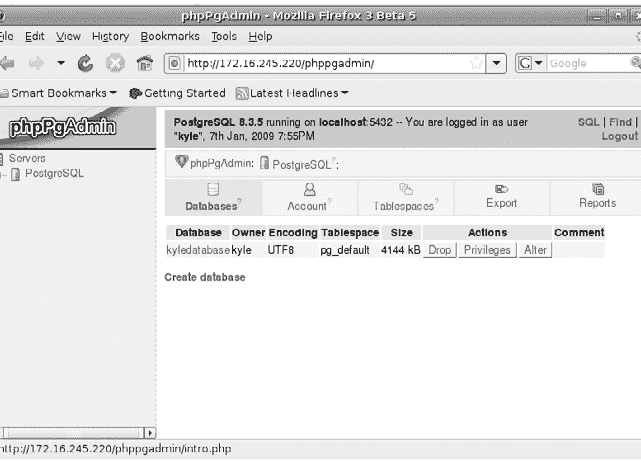 phpPgAdmin - Mozilla Firefox 3 Beta 5
File Edit View History Bookmarks Tools Help
http://172.16.245.220/phppgadmin/
Google
Smart Bookmarks Getting Started Latest Headlines
phpPgAdmin
Servers
PostgreSQL
PostgreSQL 8.3.5 running on localhost:5432 -- You are logged in as user
"kyle", 7th Jan, 2009 7:55PM
SQL | Find |
Logout
phpPgAdmin: PostgreSQL?:
Databases? Account? Tablespaces? Export Reports
Database Owner Encoding Tablespace Size Actions Comment
kyledatabase kyle UTF8 pg_default 4144 kB Drop Privileges Alter
Create database
http://172.16.245.220/phppgadmin/intro.php